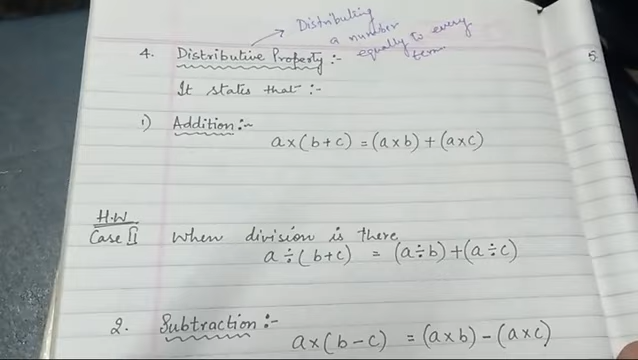 Distributing
a number
equally to every
term
4. Distributive Property :-
It states that :-
5.
1) Addition :-
a×(b+c) = (a×b) + (a×c)
H.W
Case II When division is there
a÷(b+c) = (a÷b)+(a÷c)
2. Subtraction :-
a×(b-c) = (a×b)-(a×c)